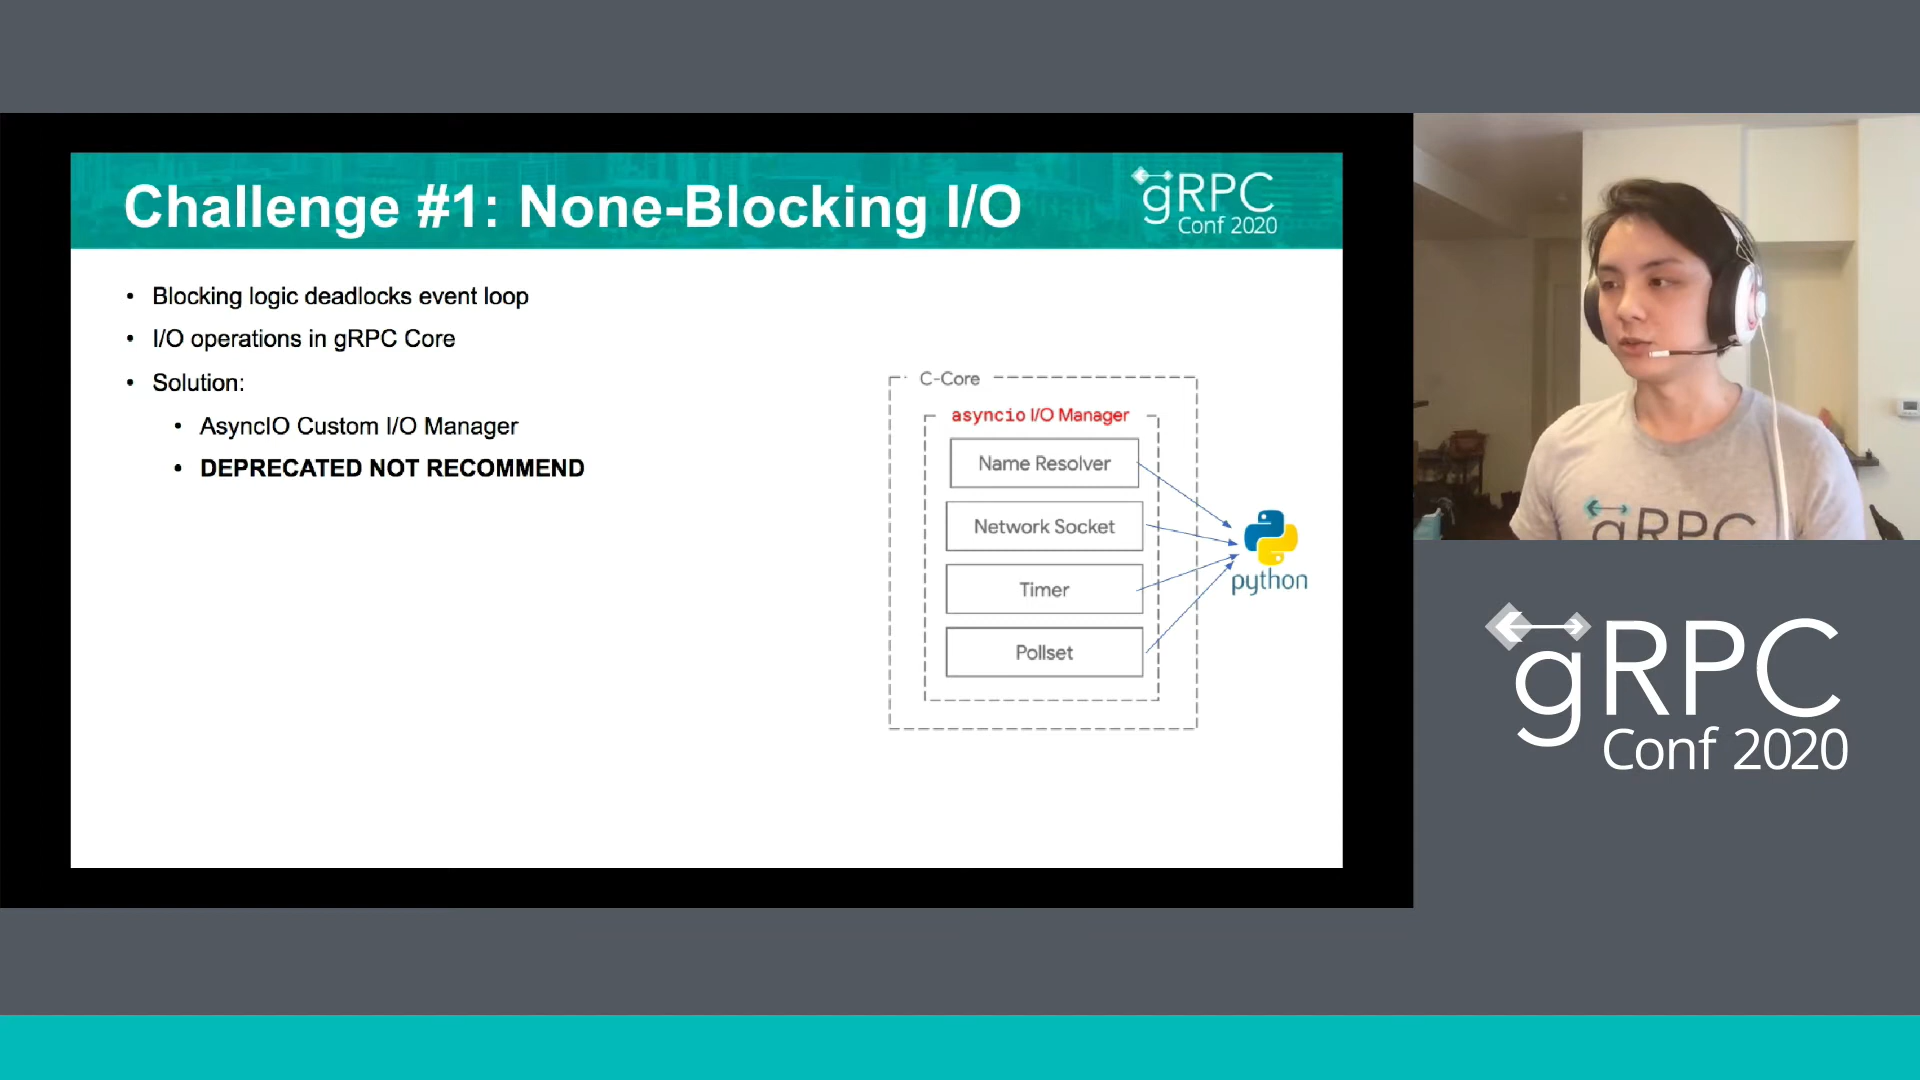 Challenge #1: None-Blocking I/O
gRPC
Conf 2020
• Blocking logic deadlocks event loop
• I/O operations in gRPC Core
• Solution:
• AsyncIO Custom I/O Manager
• DEPRECATED NOT RECOMMEND
C-Core
asyncio I/O Manager
Name Resolver
Network Socket
Timer
Pollset
python
gRPC
gRPC
Conf 2020